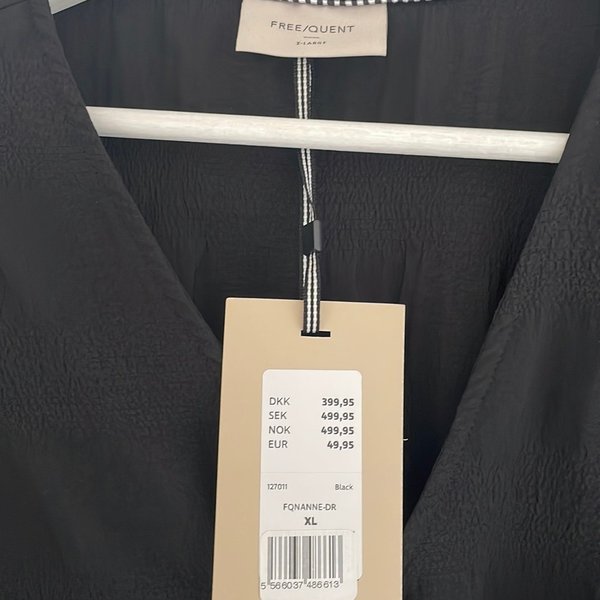 FREE/QUENT
X-LARGE
DKK 399,95
SEK 499,95
NOK 499,95
EUR 49,95
127011 Black
FQNANNE-DR
XL
5 566037 486613